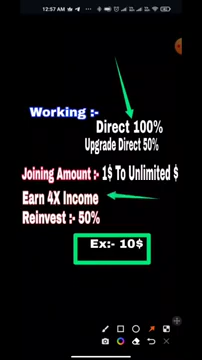 12:57 AM
Working :-
Direct 100%
Upgrade Direct 50%
Joining Amount :- 1$ To Unlimited $
Earn 4X Income
Reinvest :- 50%
Ex:- 10$